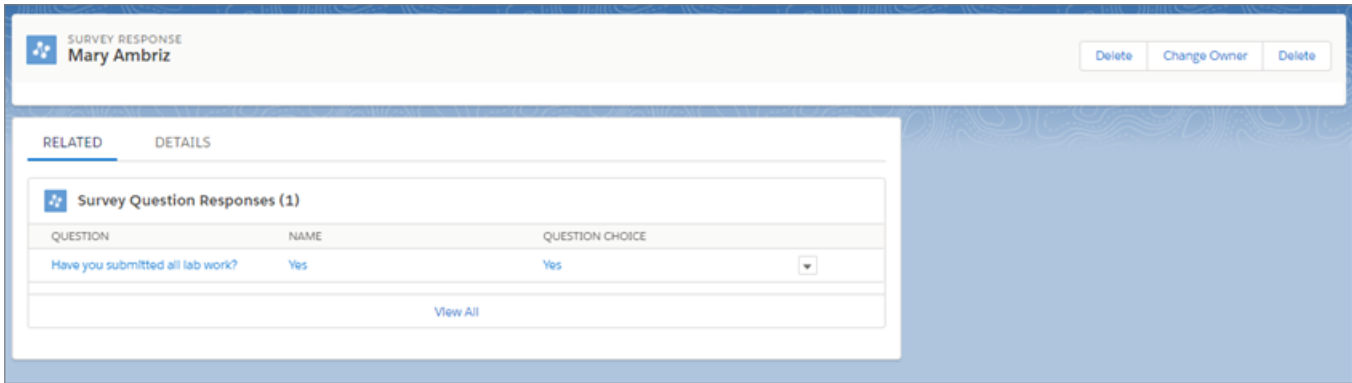 SURVEY RESPONSE
Mary Ambriz
Delete Change Owner Delete
RELATED DETAILS
Survey Question Responses (1)
QUESTION NAME QUESTION CHOICE
Have you submitted all lab work? Yes Yes
View All